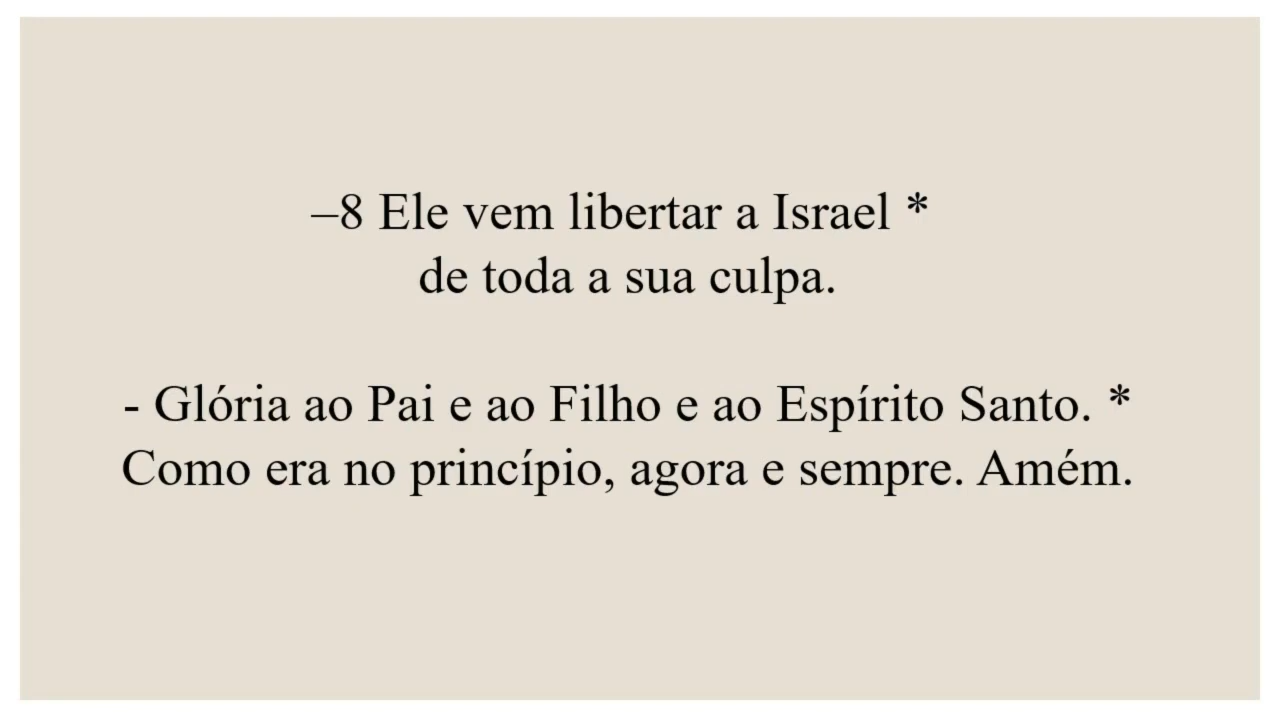 –8 Ele vem libertar a Israel *
de toda a sua culpa.
- Glória ao Pai e ao Filho e ao Espírito Santo. *
Como era no princípio, agora e sempre. Amém.